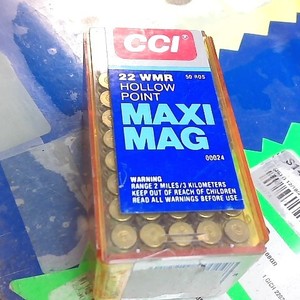 CCI
22 WMR 50 RDS
HOLLOW
POINT
MAXI
MAG
00024
WARNING
RANGE 2 MILES/3 KILOMETERS
KEEP OUT OF REACH OF CHILDREN
READ ALL WARNINGS BEFORE USE.